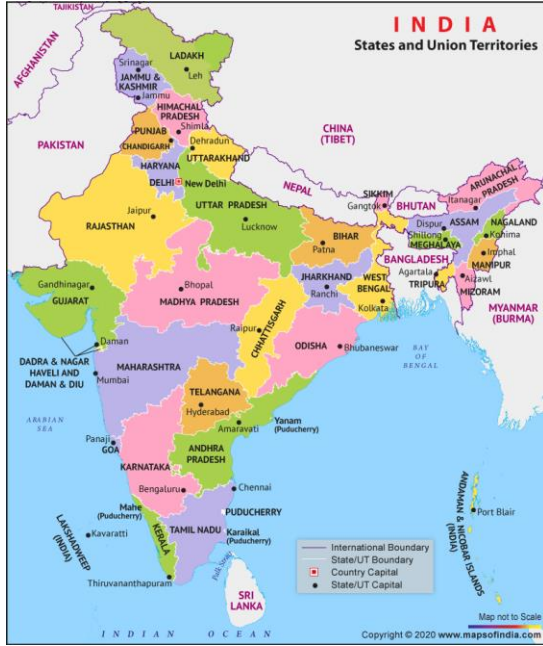 INDIA
States and Union Territories
TAJIKISTAN
AFGHANISTAN
PAKISTAN
CHINA
(TIBET)
NEPAL
BHUTAN
BANGLADESH
MYANMAR
(BURMA)
LADAKH
Leh
Srinagar
JAMMU &
KASHMIR
Jammu
HIMACHAL
PRADESH
Shimla
PUNJAB
CHANDIGARH
Dehradun
UTTARAKHAND
HARYANA
DELHI
New Delhi
RAJASTHAN
Jaipur
UTTAR PRADESH
Lucknow
BIHAR
Patna
SIKKIM
Gangtok
ARUNACHAL
PRADESH
Itanagar
ASSAM
Dispur
NAGALAND
Kohima
Shillong
MEGHALAYA
Imphal
MANIPUR
Agartala
TRIPURA
Aizawl
MIZORAM
WEST
BENGAL
Kolkata
JHARKHAND
Ranchi
Gandhinagar
GUJARAT
Bhopal
MADHYA PRADESH
CHHATTISGARH
Raipur
ODISHA
Bhubaneswar
BAY
OF
BENGAL
Daman
DADRA & NAGAR
HAVELI AND
DAMAN & DIU
MAHARASHTRA
Mumbai
TELANGANA
Hyderabad
ARABIAN
SEA
Amaravati
Yanam
(Puducherry)
ANDHRA
PRADESH
Panaji
GOA
KARNATAKA
Bengaluru
Chennai
PUDUCHERRY
Mahe
(Puducherry)
TAMIL NADU
Karaikal
(Puducherry)
KERALA
Kavaratti
LAKSHADWEEP
(INDIA)
Thiruvananthapuram
Palk Strait
SRI
LANKA
ANDAMAN & NICOBAR ISLANDS
(INDIA)
Port Blair
International Boundary
State/UT Boundary
Country Capital
State/UT Capital
Map not to Scale
INDIAN OCEAN
Copyright © 2020 www.mapsofindia.com